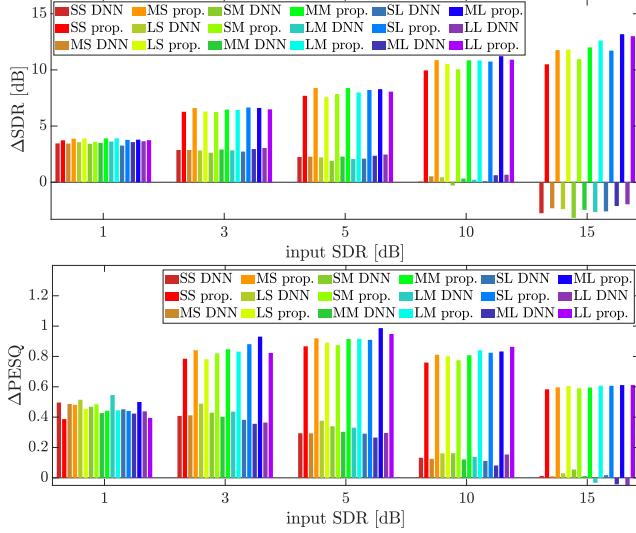 15
SS DNN MS prop. SM DNN MM prop. SL DNN ML prop.
SS prop. LS DNN SM prop. LM DNN SL prop. LL DNN
MS DNN LS prop. MM DNN LM prop. ML DNN LL prop.
10
ΔSDR [dB]
5
0
1 3 5 10 15
input SDR [dB]
SS DNN MS prop. SM DNN MM prop. SL DNN ML prop.
SS prop. LS DNN SM prop. LM DNN SL prop. LL DNN
MS DNN LS prop. MM DNN LM prop. ML DNN LL prop.
1.2
1
0.8
ΔPESQ
0.6
0.4
0.2
0
1 3 5 10 15
input SDR [dB]